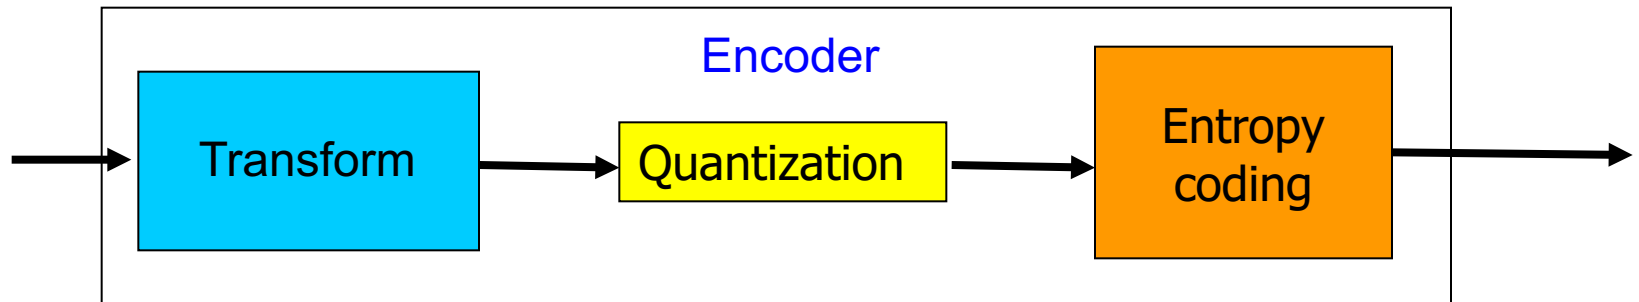 Encoder
Transform
Quantization
Entropy
coding